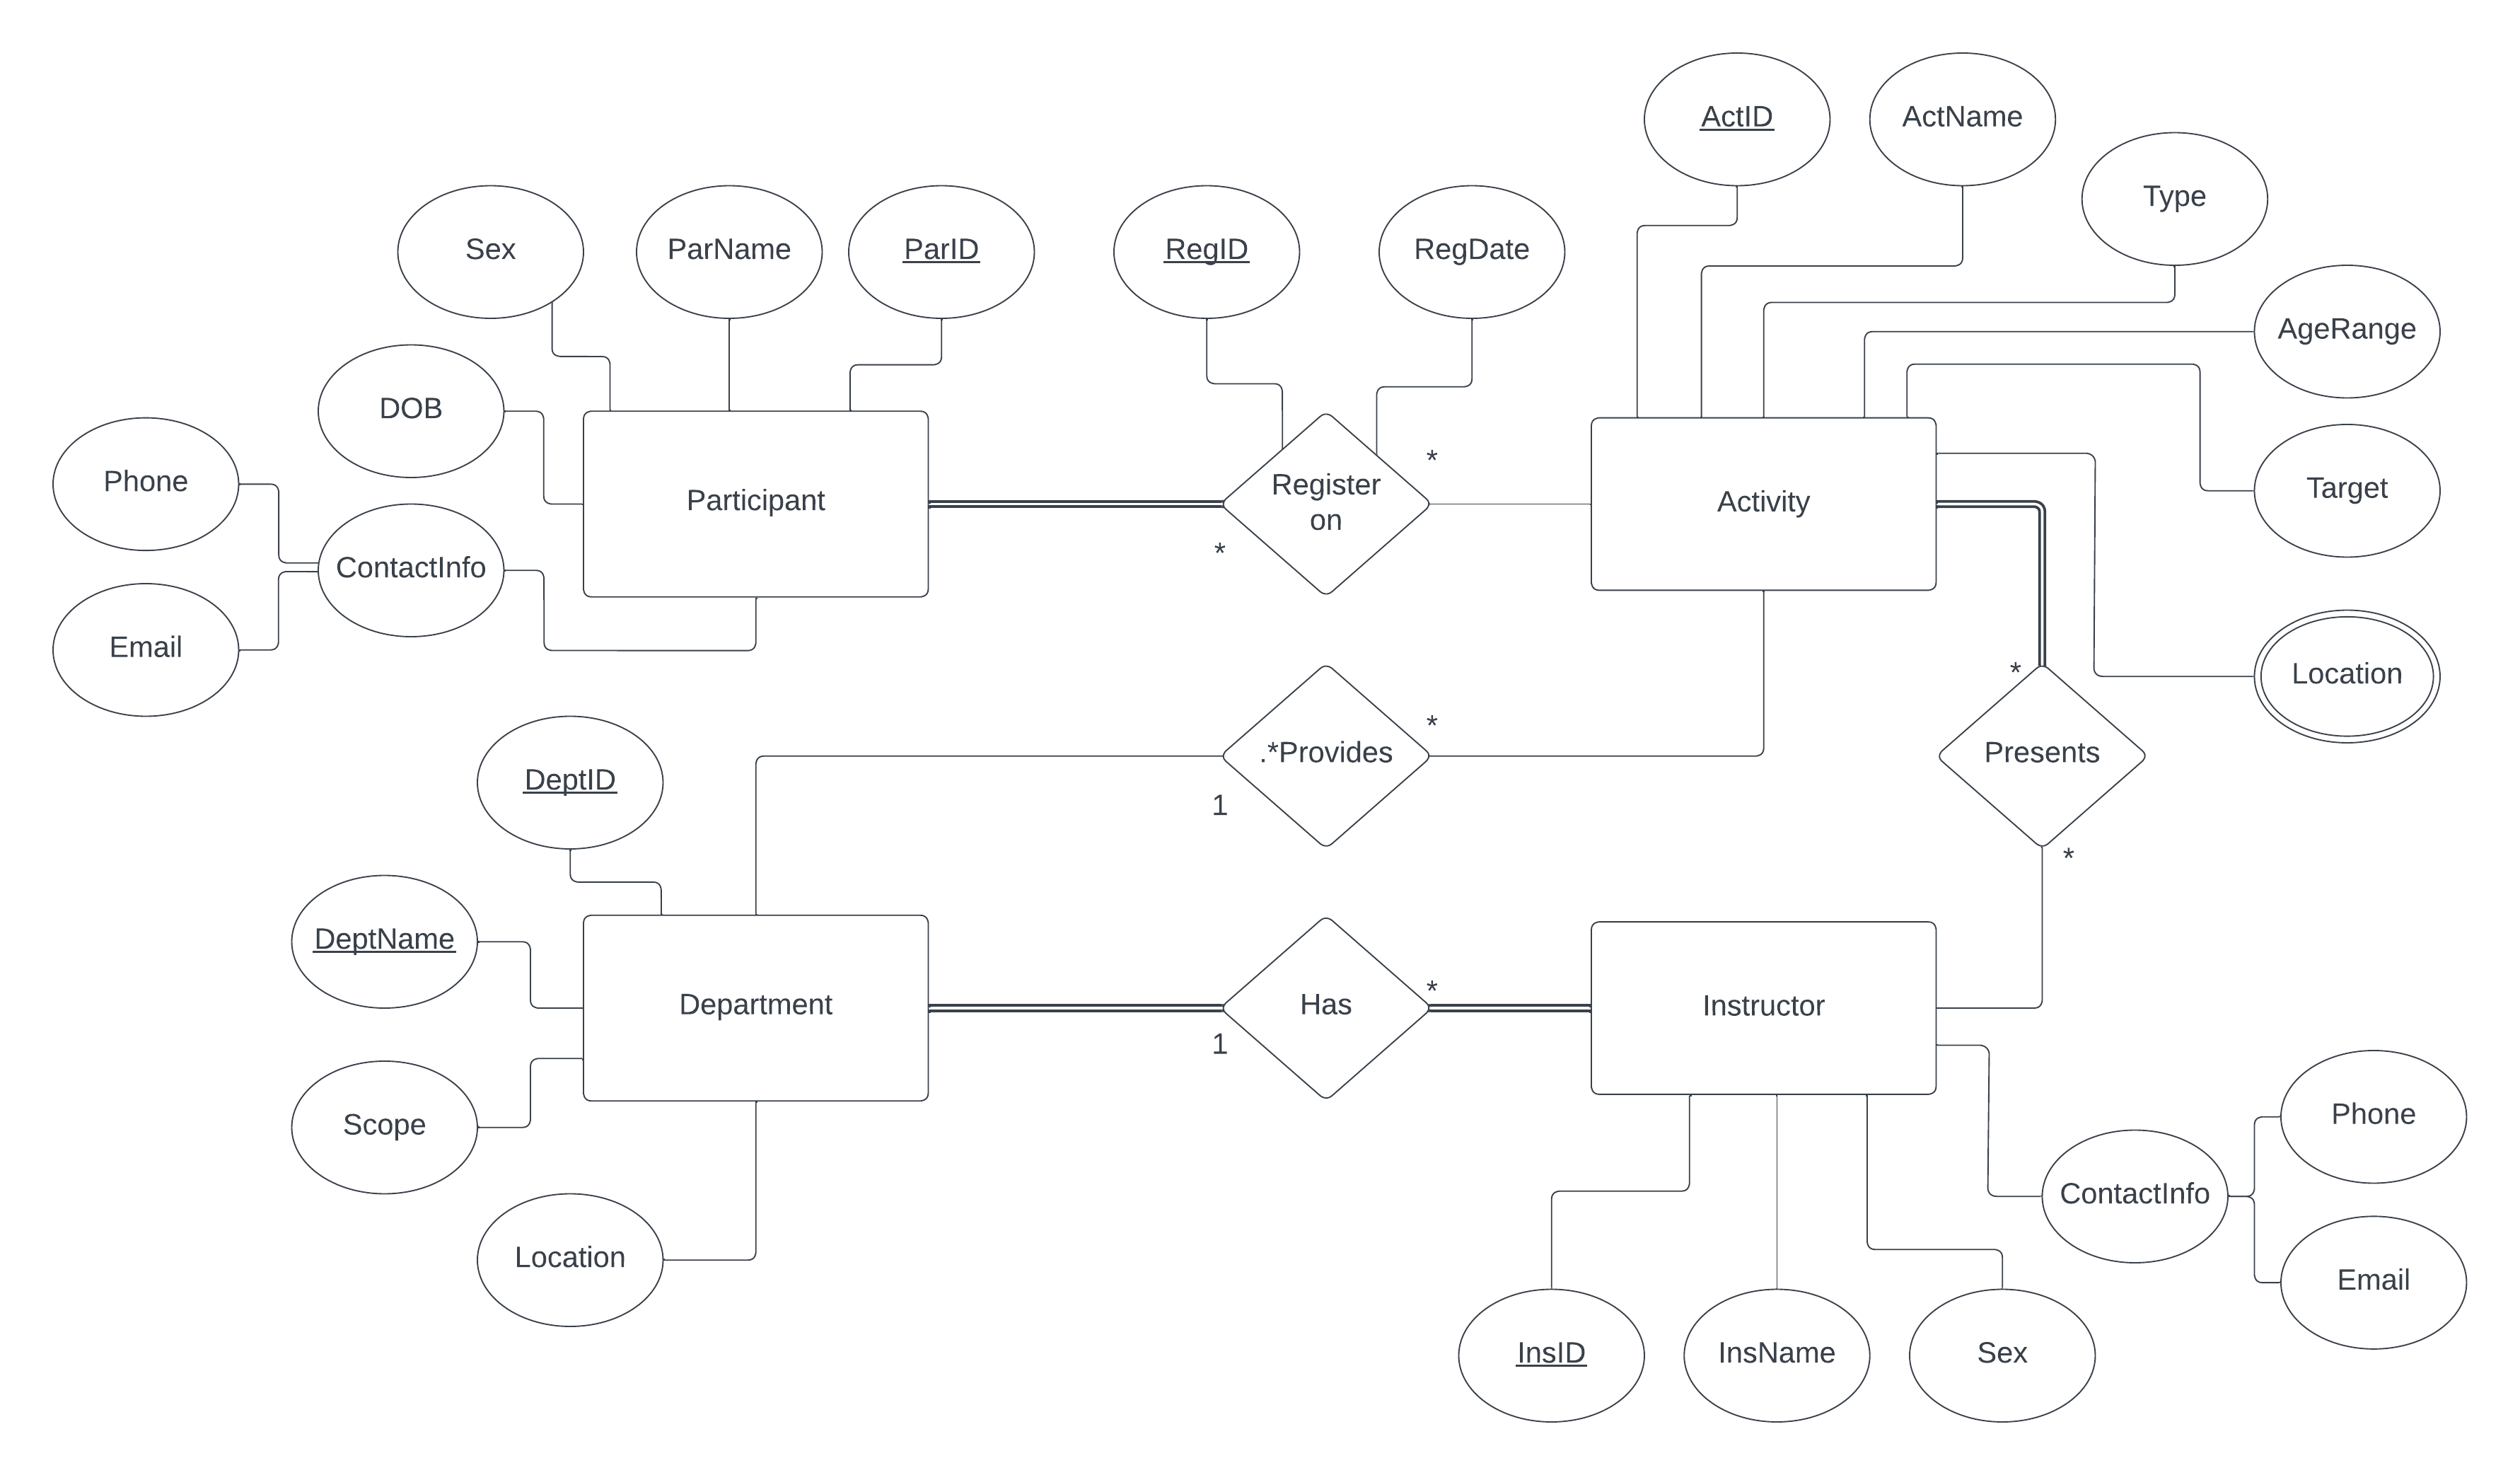 ActID
ActName
Type
Sex
ParName
ParID
RegID
RegDate
AgeRange
DOB
Phone
Participant
Register
on
*
*
Activity
Target
ContactInfo
Email
Location
*
DeptID
.*Provides
*
1
Presents
*
DeptName
Department
Has
*
1
Instructor
Scope
Location
Phone
ContactInfo
Email
InsID
InsName
Sex